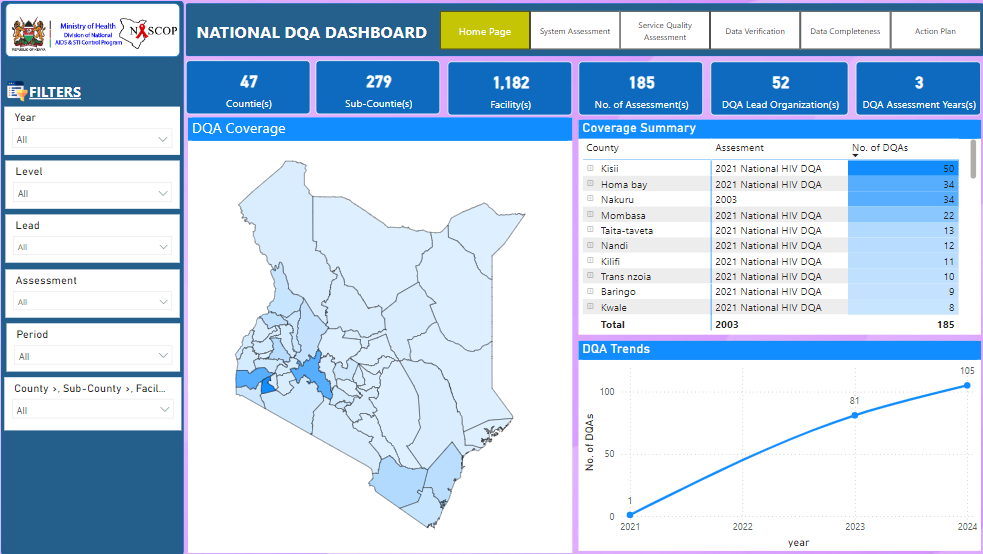 REPUBLIC OF KENYA
Ministry of Health
Division of National
AIDS & STI Control Program
NASCOP
NATIONAL DQA DASHBOARD
Home Page
System Assessment
Service Quality
Assessment
Data Verification
Data Completeness
Action Plan
47
Countie(s)
279
Sub-Countie(s)
1,182
Facility(s)
185
No. of Assessment(s)
52
DQA Lead Organization(s)
3
DQA Assessment Years(s)
FILTERS
Year
All
Level
All
Lead
All
Assessment
All
Period
All
County >, Sub-County >, Facil...
All
DQA Coverage
Coverage Summary
County Assesment No. of DQAs
Kisii 2021 National HIV DQA 50
Homa bay 2021 National HIV DQA 34
Nakuru 2003 34
Mombasa 2021 National HIV DQA 22
Taita-taveta 2021 National HIV DQA 13
Nandi 2021 National HIV DQA 12
Kilifi 2021 National HIV DQA 11
Trans nzoia 2021 National HIV DQA 10
Baringo 2021 National HIV DQA 9
Kwale 2021 National HIV DQA 8
Total 2003 185
DQA Trends
105
100
81
50
1
0
No. of DQAs
2021 2022 2023 2024
year